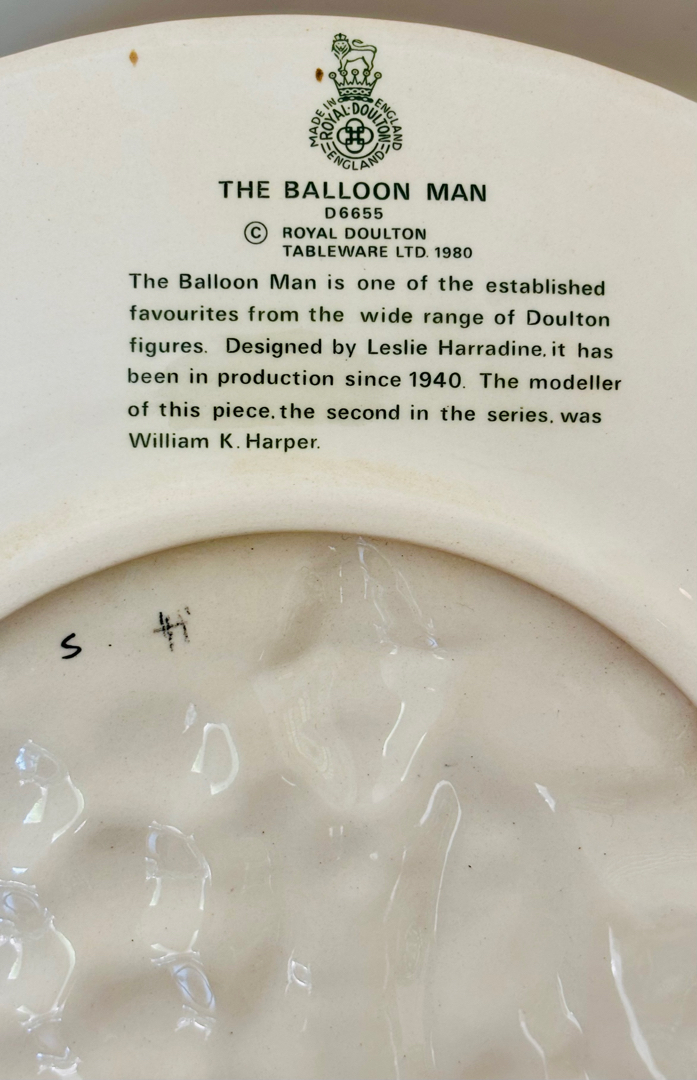 MADE IN ENGLAND
ROYAL·DOULTON
ENGLAND
THE BALLOON MAN
D6655
© ROYAL DOULTON
TABLEWARE LTD. 1980
The Balloon Man is one of the established
favourites from the wide range of Doulton
figures. Designed by Leslie Harradine, it has
been in production since 1940. The modeller
of this piece, the second in the series, was
William K. Harper.
S